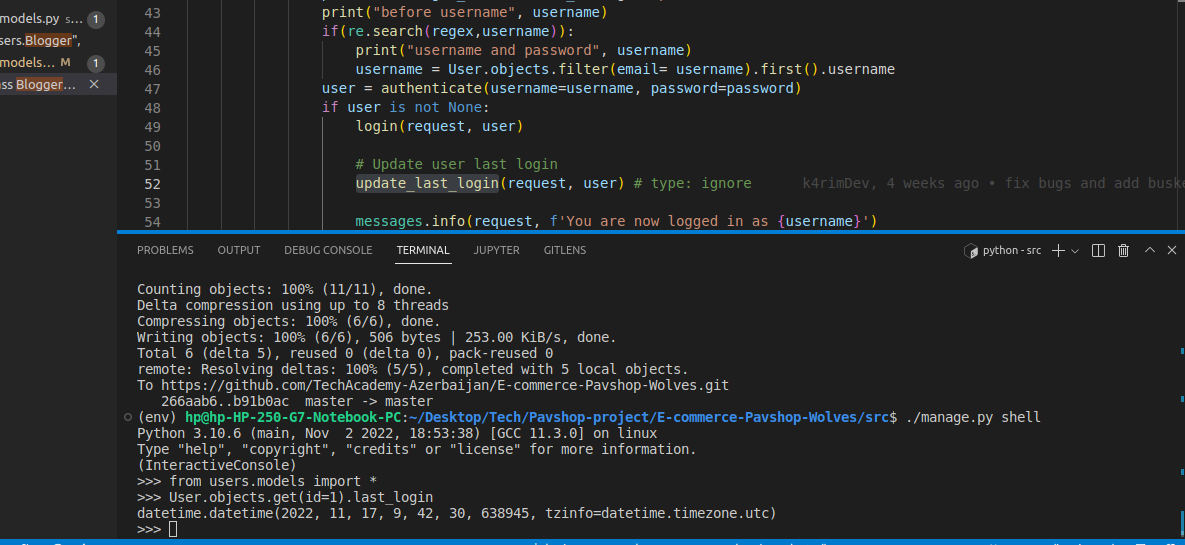 models.py s... 1
sers.Blogger",
models... M 1
ass Blogger...
43 print("before username", username)
44 if(re.search(regex,username)):
45 print("username and password", username)
46 username = User.objects.filter(email= username).first().username
47 user = authenticate(username=username, password=password)
48 if user is not None:
49 login(request, user)
50
51 # Update user last login
52 update_last_login(request, user) # type: ignore k4rimDev, 4 weeks ago • fix bugs and add buske
53
54 messages.info(request, f'You are now logged in as {username}')
PROBLEMS OUTPUT DEBUG CONSOLE TERMINAL JUPYTER GITLENS python - src
Counting objects: 100% (11/11), done.
Delta compression using up to 8 threads
Compressing objects: 100% (6/6), done.
Writing objects: 100% (6/6), 506 bytes | 253.00 KiB/s, done.
Total 6 (delta 5), reused 0 (delta 0), pack-reused 0
remote: Resolving deltas: 100% (5/5), completed with 5 local objects.
To https://github.com/TechAcademy-Azerbaijan/E-commerce-Pavshop-Wolves.git
266aab6..b91b0ac master -> master
(env) hp@hp-HP-250-G7-Notebook-PC:~/Desktop/Tech/Pavshop-project/E-commerce-Pavshop-Wolves/src$ ./manage.py shell
Python 3.10.6 (main, Nov  2 2022, 18:53:38) [GCC 11.3.0] on linux
Type "help", "copyright", "credits" or "license" for more information.
(InteractiveConsole)
>>> from users.models import *
>>> User.objects.get(id=1).last_login
datetime.datetime(2022, 11, 17, 9, 42, 30, 638945, tzinfo=datetime.timezone.utc)
>>>